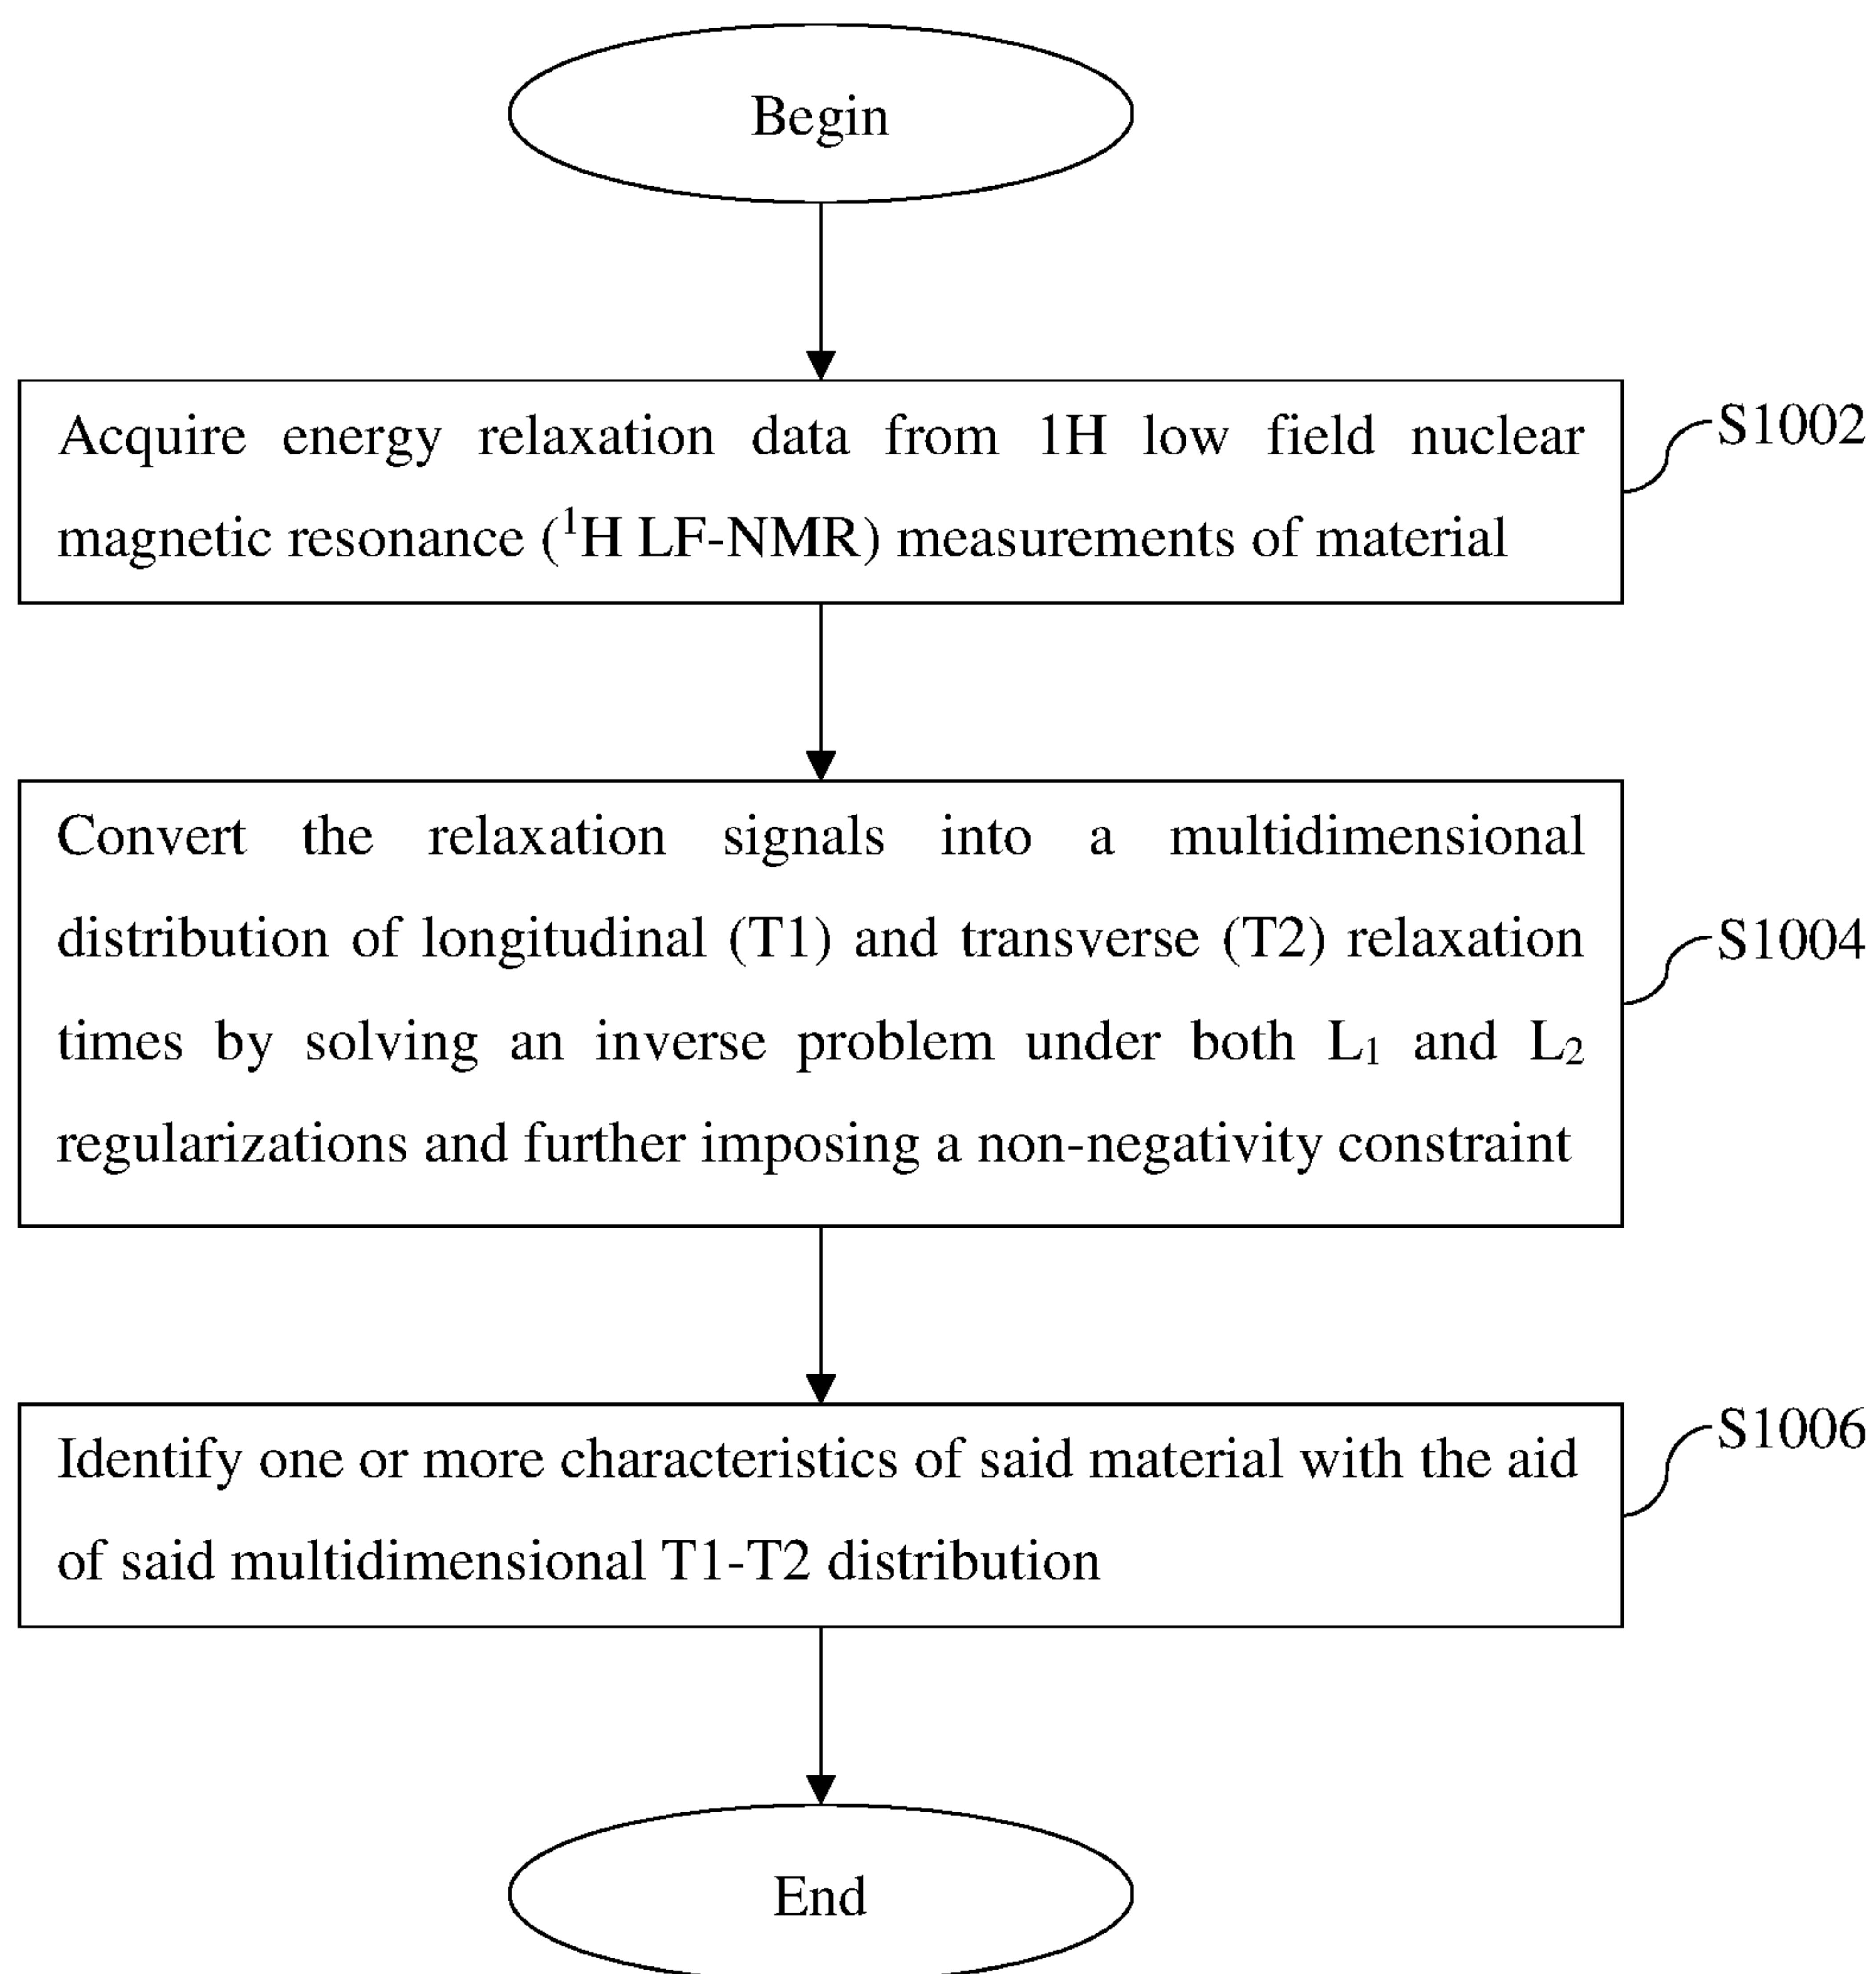 Begin
Acquire energy relaxation data from 1H low field nuclear
S1002
magnetic resonance (¹H LF-NMR) measurements of material
Convert the relaxation signals into a multidimensional
distribution of longitudinal (T1) and transverse (T2) relaxation
S1004
times by solving an inverse problem under both L₁ and L₂
regularizations and further imposing a non-negativity constraint
Identify one or more characteristics of said material with the aid
S1006
of said multidimensional T1-T2 distribution
End